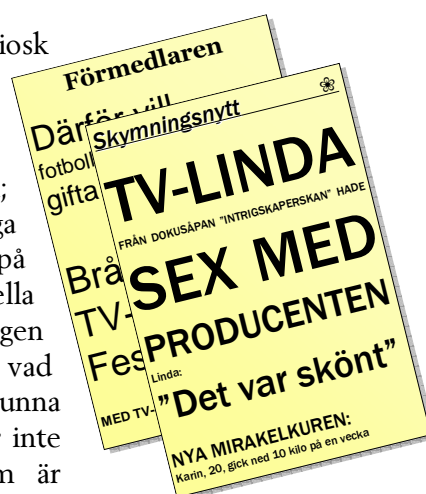 iosk
;
ga
på
ella
gen
vad
unna
inte
m är
Förmedlaren
Därför vill
fotboll
gifta
Brå
TV-
Fes
MED TV-
Skymningsnytt
TV-LINDA
FRÅN DOKUSÅPAN ”INTRIGSKAPERSKAN” HADE
SEX MED
PRODUCENTEN
Linda:
”Det var skönt”
NYA MIRAKELKUREN:
Karin, 20, gick ned 10 kilo på en vecka